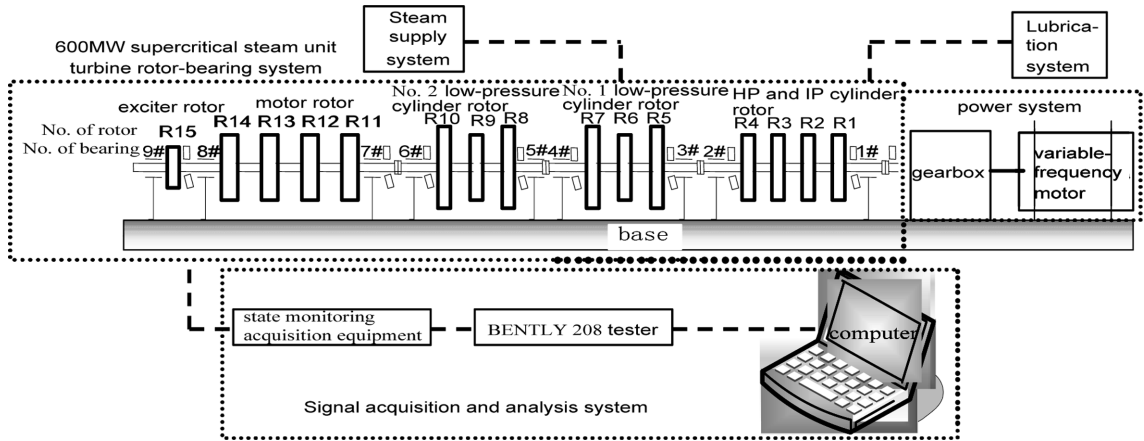 Steam
supply
system
Lubrica-
tion
system
600MW supercritical steam unit
turbine rotor-bearing system
exciter rotor
motor rotor
No. 2 low-pressure
cylinder rotor
No. 1 low-pressure
cylinder rotor
HP and IP cylinder
rotor
power system
No. of rotor
R15 R14 R13 R12 R11 R10 R9 R8 R7 R6 R5 R4 R3 R2 R1
No. of bearing
9# 8# 7# 6# 5# 4# 3# 2# 1#
gearbox
variable-
frequency
motor
base
state monitoring
acquisition equipment
BENTLY 208 tester
computer
Signal acquisition and analysis system